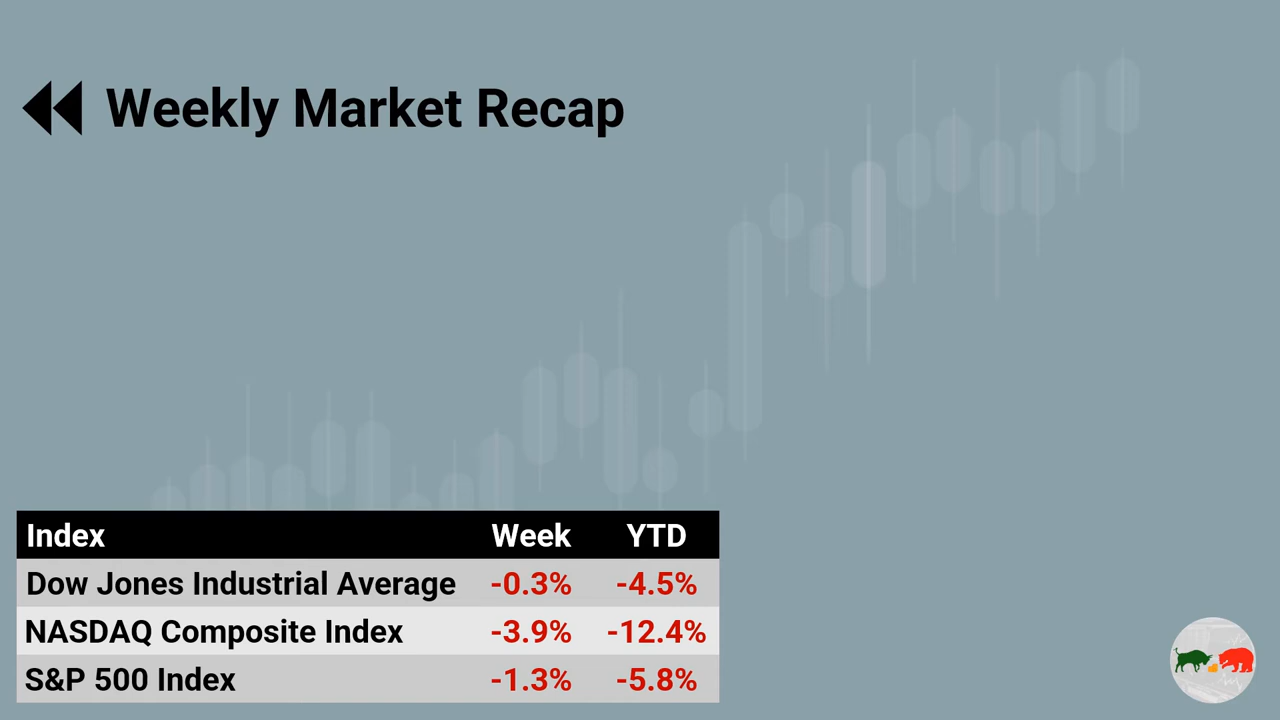 Weekly Market Recap
Index Week YTD
Dow Jones Industrial Average -0.3% -4.5%
NASDAQ Composite Index -3.9% -12.4%
S&P 500 Index -1.3% -5.8%